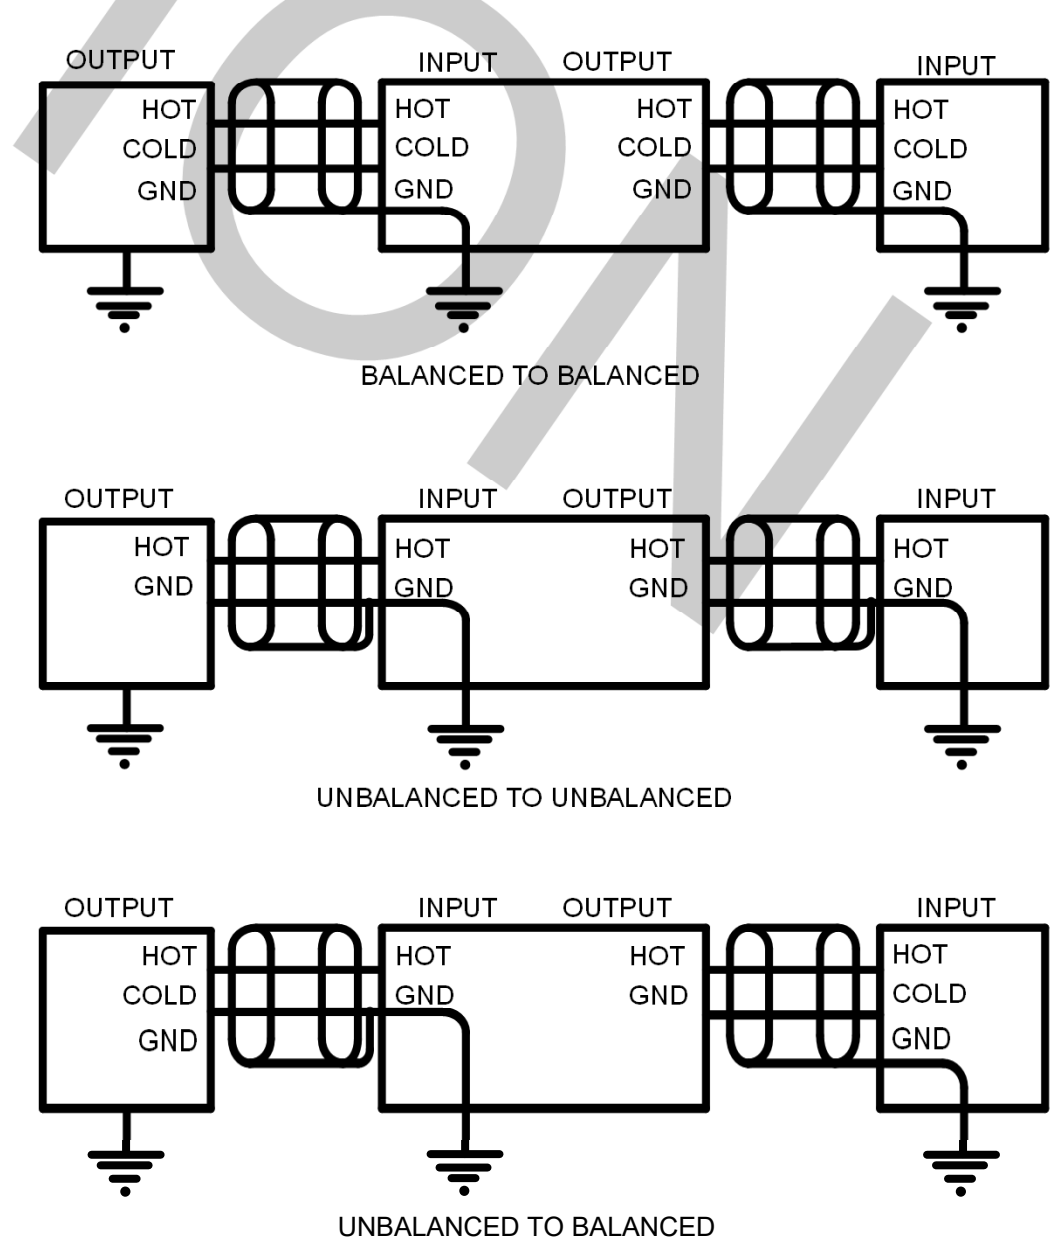 OUTPUT INPUT OUTPUT INPUT
HOT HOT HOT HOT
COLD COLD COLD COLD
GND GND GND GND
BALANCED TO BALANCED
OUTPUT INPUT OUTPUT INPUT
HOT HOT HOT HOT
GND GND GND GND
UNBALANCED TO UNBALANCED
OUTPUT INPUT OUTPUT INPUT
HOT HOT HOT HOT
COLD GND GND COLD
GND GND
UNBALANCED TO BALANCED